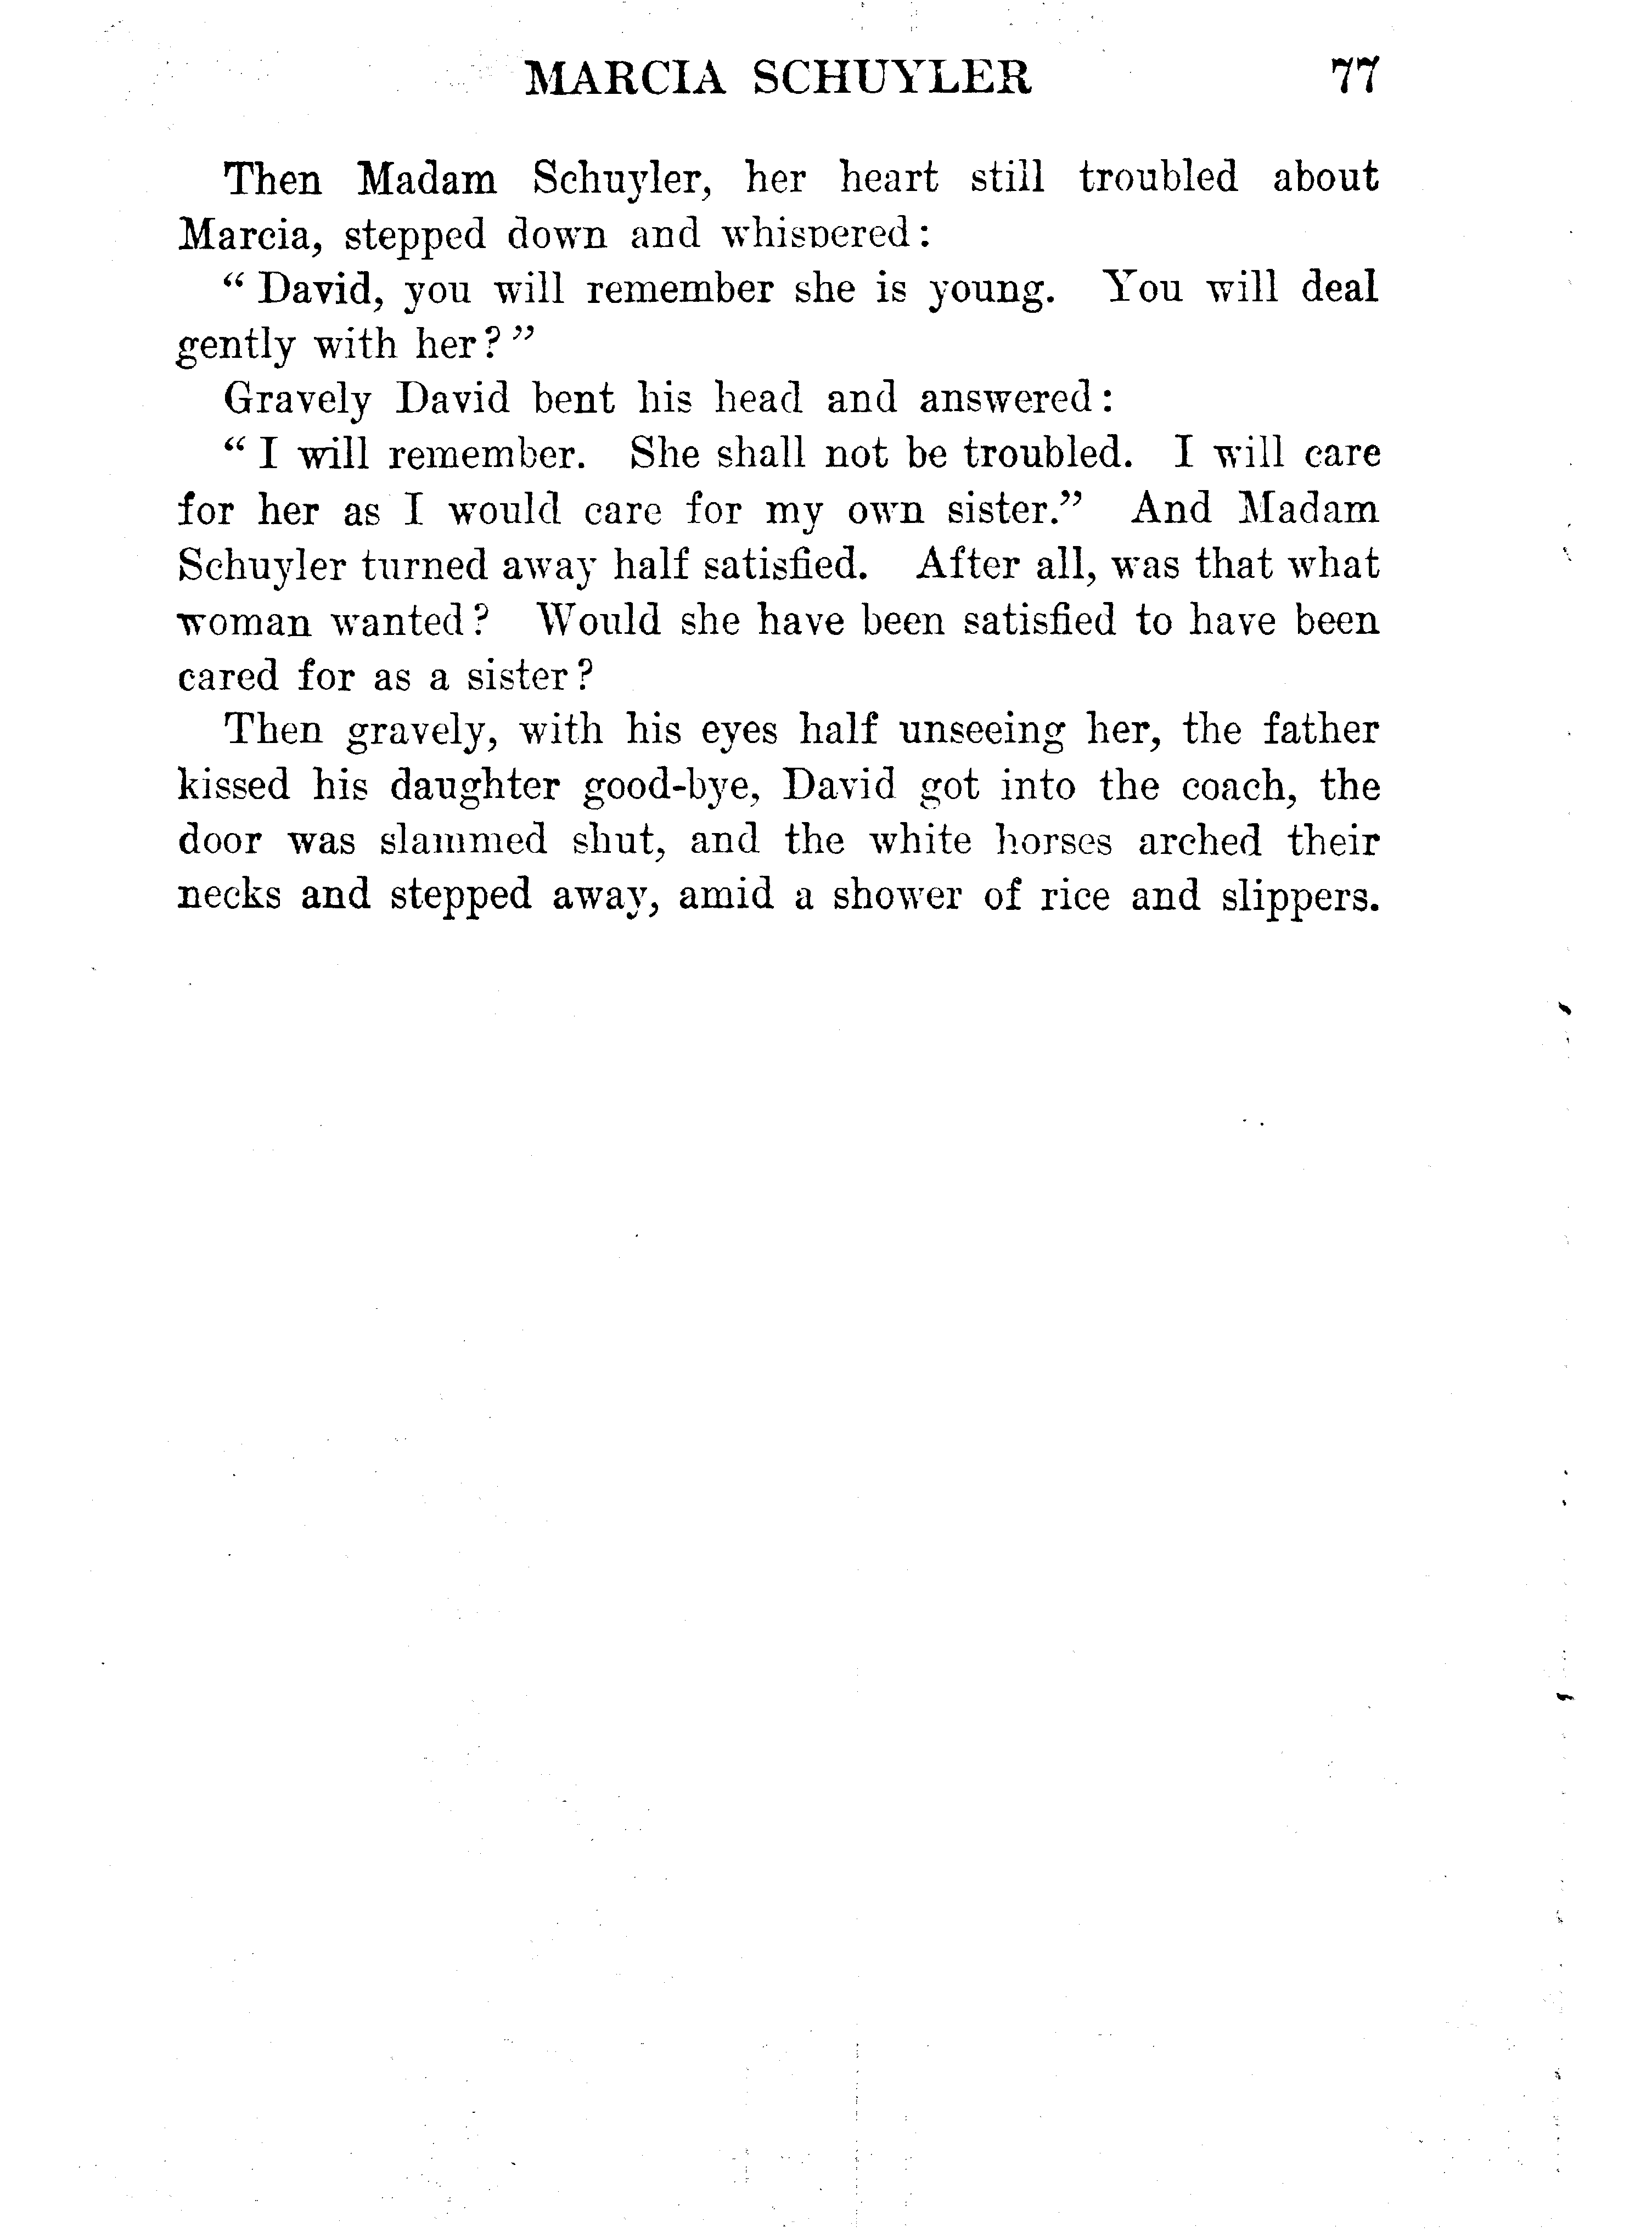 MARCIA SCHUYLER 77
Then Madam Schuyler, her heart still troubled about
Marcia, stepped down and whispered:
“ David, you will remember she is young. You will deal
gently with her? ”
Gravely David bent his head and answered:
“ I will remember. She shall not be troubled. I will care
for her as I would care for my own sister.” And Madam
Schuyler turned away half satisfied. After all, was that what
woman wanted? Would she have been satisfied to have been
cared for as a sister?
Then gravely, with his eyes half unseeing her, the father
kissed his daughter good-bye, David got into the coach, the
door was slammed shut, and the white horses arched their
necks and stepped away, amid a shower of rice and slippers.